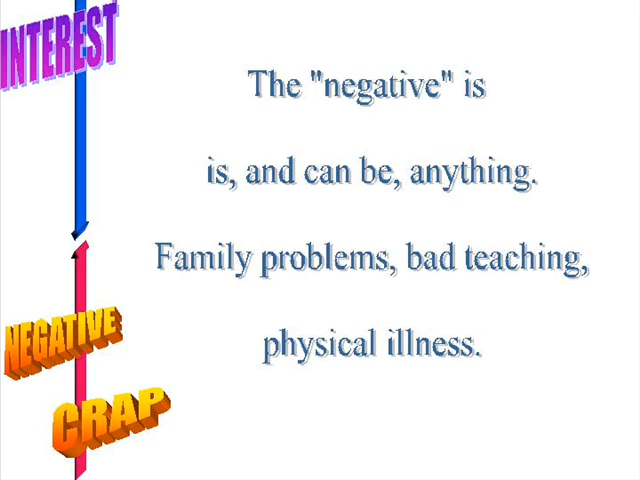 INTEREST
The "negative" is
is, and can be, anything.
Family problems, bad teaching,
physical illness.
NEGATIVE
CRAP